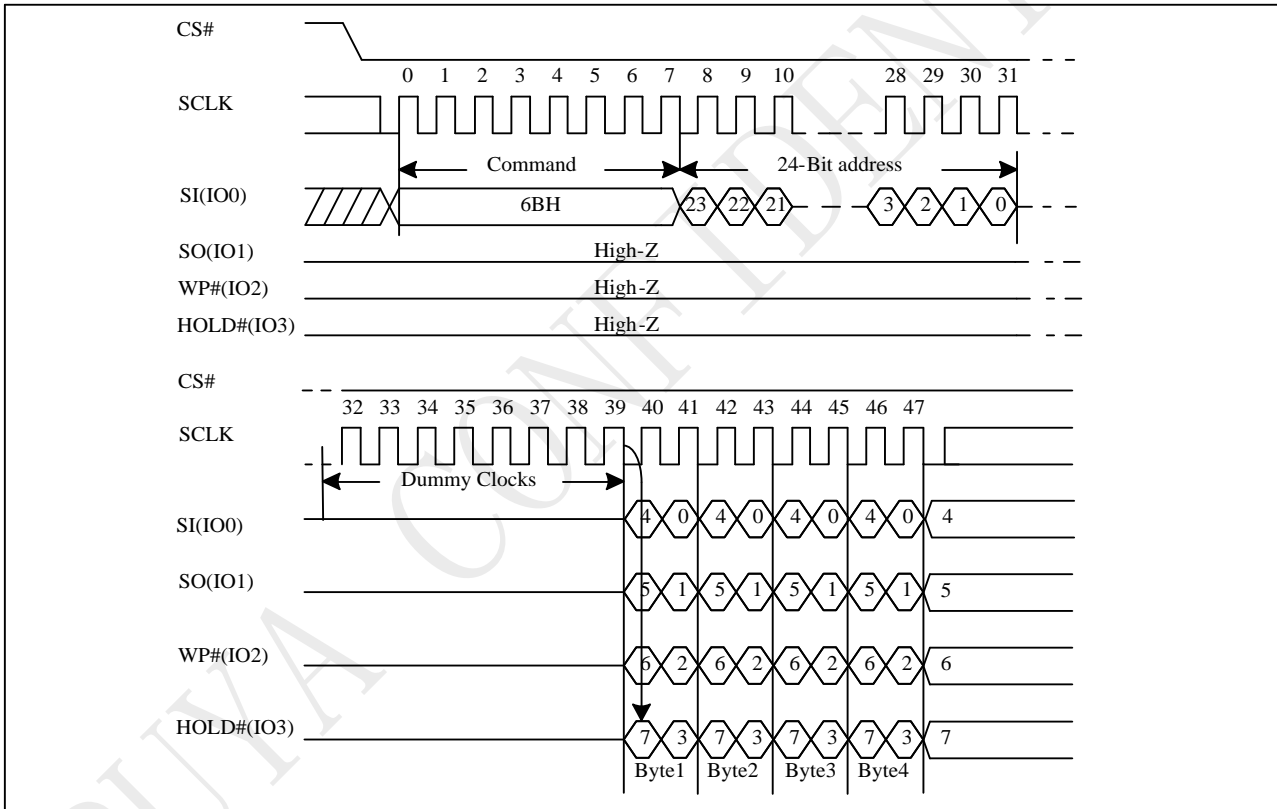 CS#
0 1 2 3 4 5 6 7 8 9 10 28 29 30 31
SCLK
Command 24-Bit address
SI(IO0) 6BH 23 22 21 3 2 1 0
SO(IO1) High-Z
WP#(IO2) High-Z
HOLD#(IO3) High-Z
CS#
32 33 34 35 36 37 38 39 40 41 42 43 44 45 46 47
SCLK
Dummy Clocks
SI(IO0) 4 0 4 0 4 0 4 0 4
SO(IO1) 5 1 5 1 5 1 5 1 5
WP#(IO2) 6 2 6 2 6 2 6 2 6
HOLD#(IO3) 7 3 7 3 7 3 7 3 7
Byte1 Byte2 Byte3 Byte4
UYA CONFIDENT